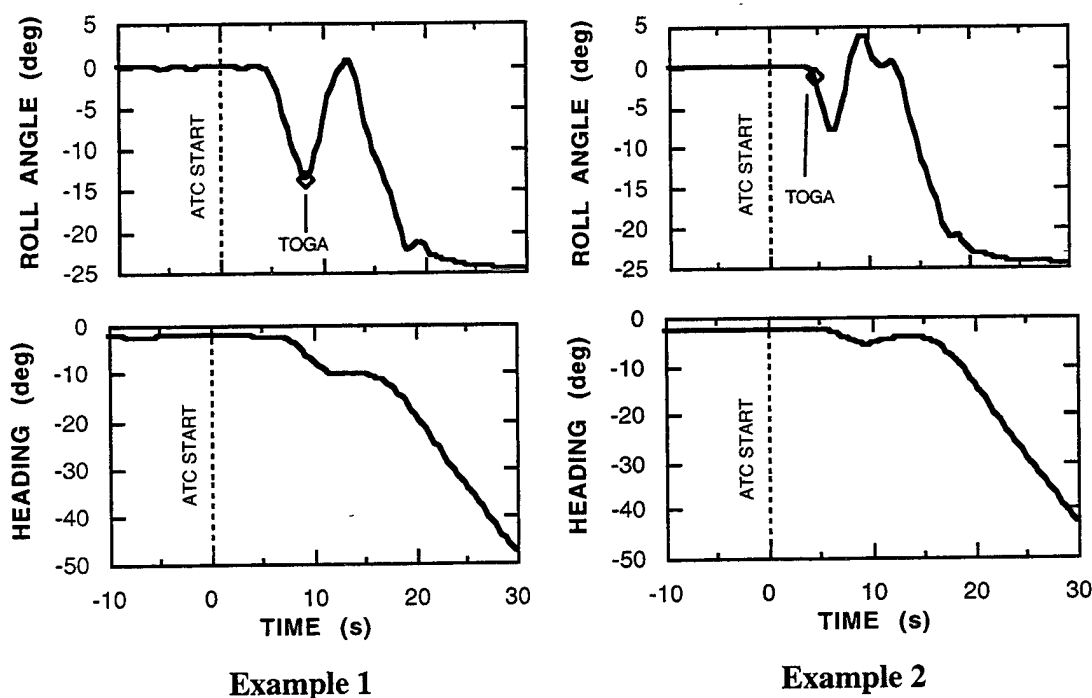 ROLL ANGLE (deg)
5
0
-5
-10
-15
-20
-25
ATC START
TOGA
HEADING (deg)
0
-10
-20
-30
-40
-50
ATC START
-10
0
10
20
30
TIME (s)
Example 1
ROLL ANGLE (deg)
5
0
-5
-10
-15
-20
-25
ATC START
TOGA
HEADING (deg)
0
-10
-20
-30
-40
-50
ATC START
-10
0
10
20
30
TIME (s)
Example 2